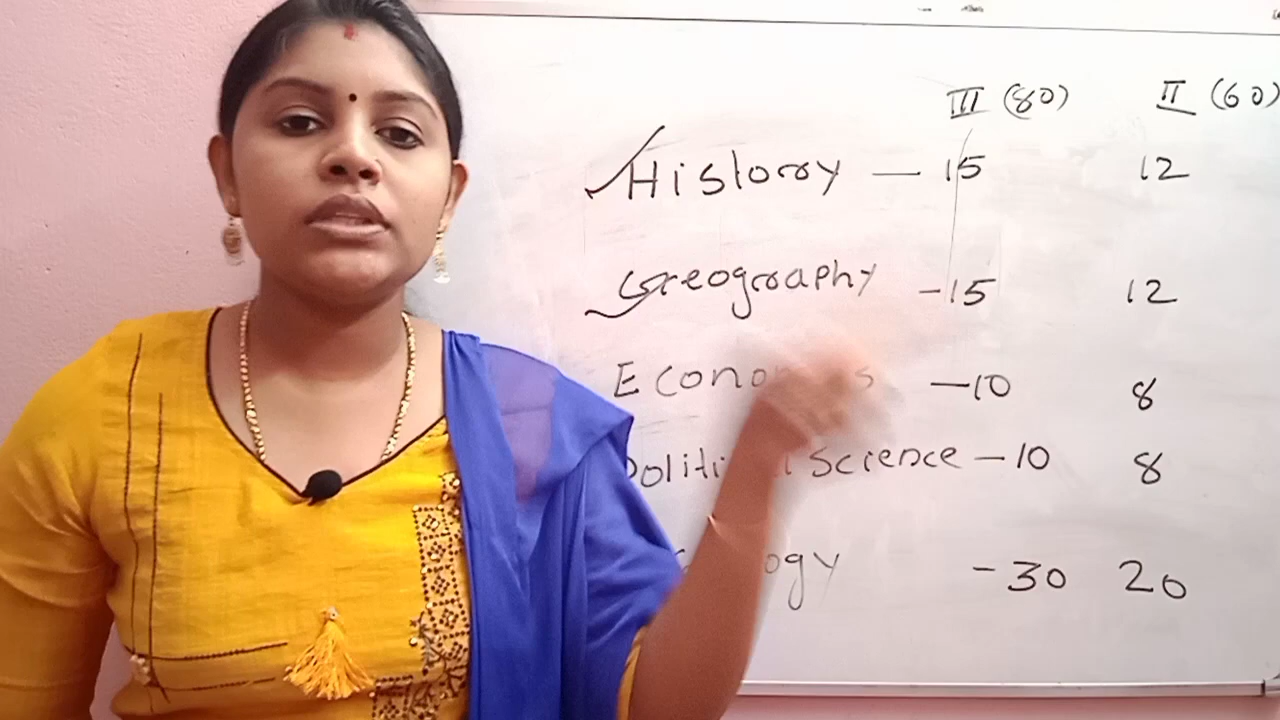 III (80) II (60)
History — 15 12
Geography - 15 12
— 10 8
Science - 10 8
- 30 20